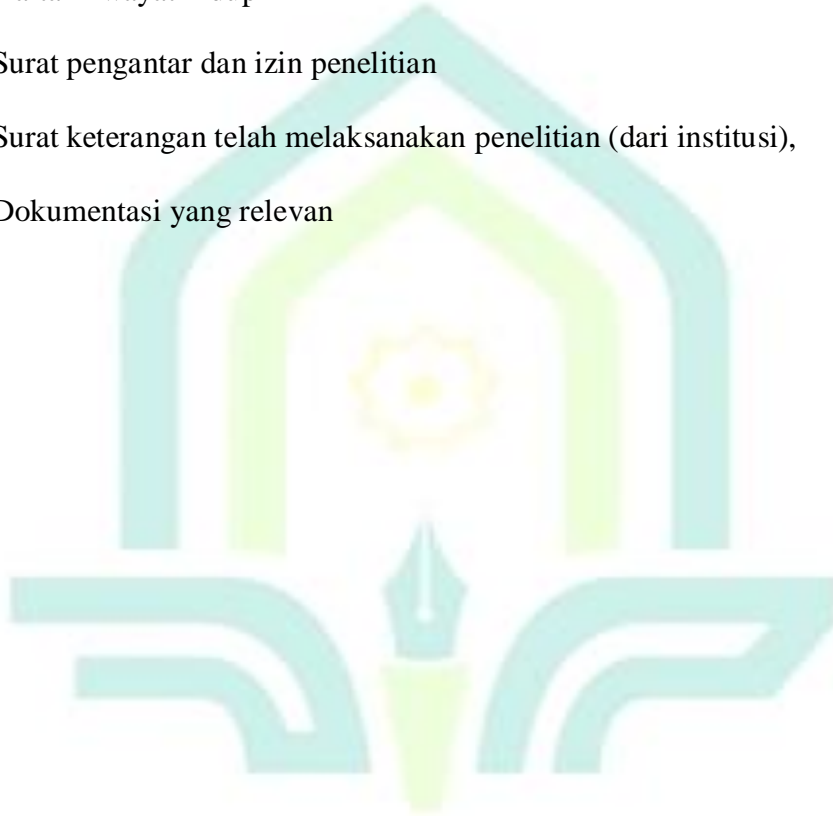 Surat pengantar dan izin penelitian
Surat keterangan telah melaksanakan penelitian (dari institusi),
Dokumentasi yang relevan